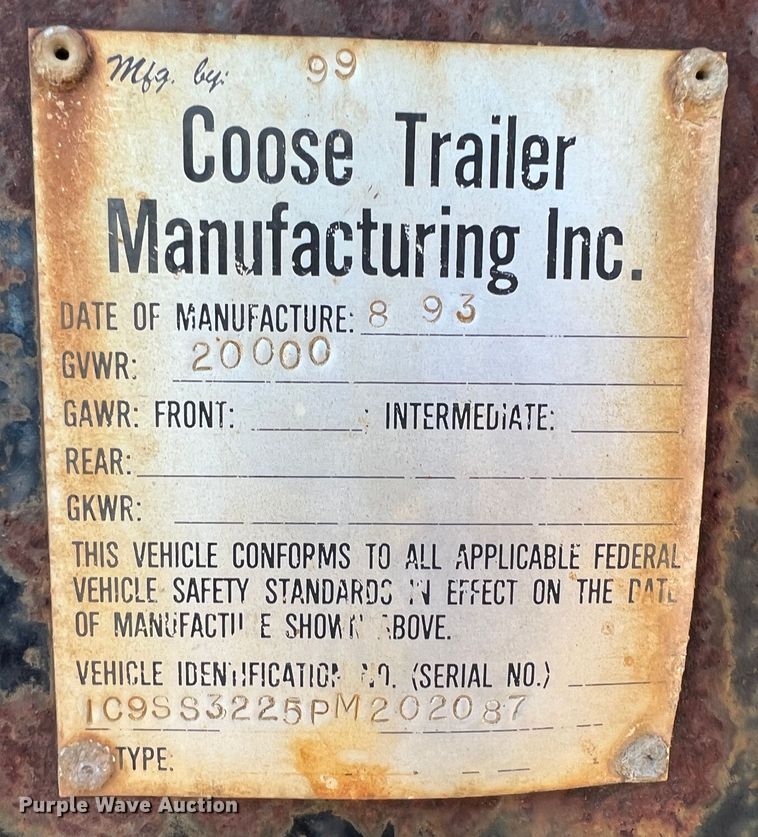 Mfg. by: 99
Coose Trailer
Manufacturing Inc.
DATE OF MANUFACTURE: 8 93
GVWR: 20000
GAWR: FRONT: INTERMEDIATE:
REAR:
GKWR:
THIS VEHICLE CONFORMS TO ALL APPLICABLE FEDERAL
VEHICLE SAFETY STANDARDS IN EFFECT ON THE DATE
OF MANUFACTURE SHOWN ABOVE.
VEHICLE IDENTIFICATION NO. (SERIAL NO.)
1C9SS3225PM202087
TYPE:
Purple Wave Auction